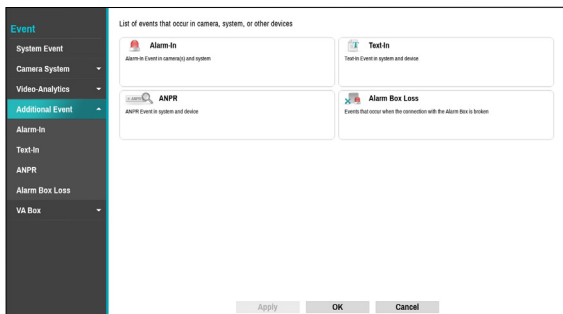 Event
System Event
Camera System
Video-Analytics
Additional Event
Alarm-In
Text-In
ANPR
Alarm Box Loss
VA Box
List of events that occur in camera, system, or other devices
Alarm-In
Alarm-In Event in camera(s) and system
Text-In
Text-In Event in system and device
ANPR
ANPR Event in system and device
Alarm Box Loss
Events that occur when the connection with the Alarm Box is broken
Apply OK Cancel